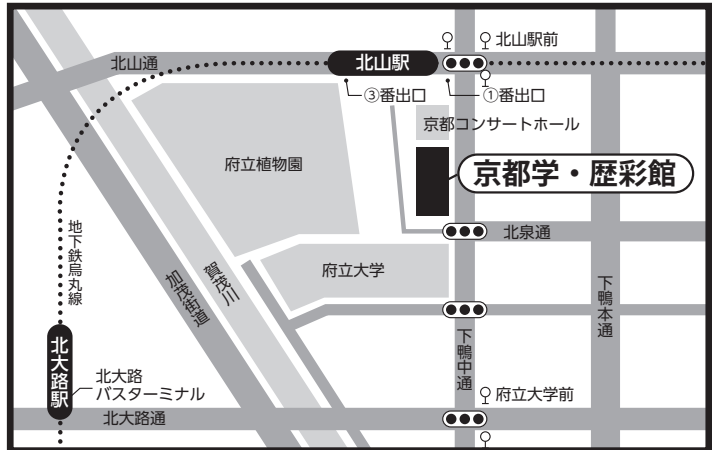 北山駅前
北山通
北山駅
③番出口
①番出口
京都コンサートホール
府立植物園
京都学・歴彩館
地下鉄烏丸線
北泉通
加茂街道
賀茂川
府立大学
下鴨本通
下鴨中通
北大路駅
北大路
バスターミナル
府立大学前
北大路通